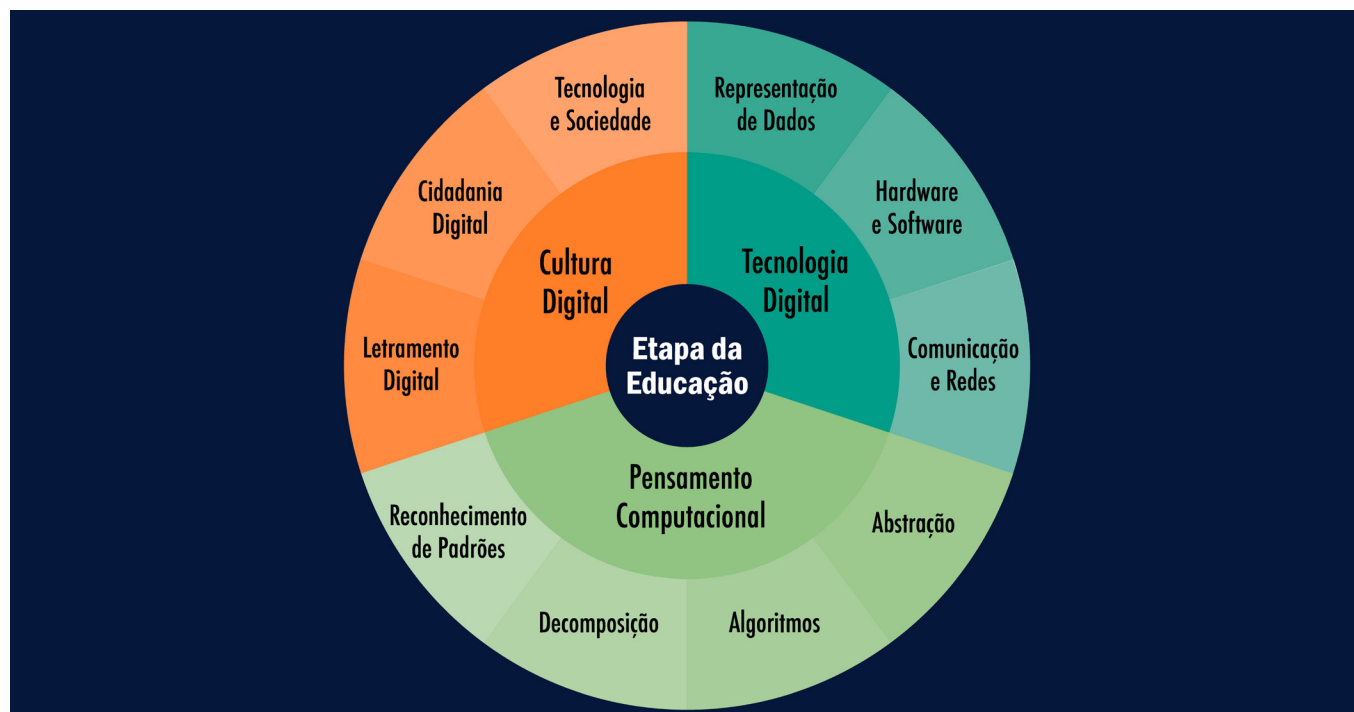 Tecnologia
e Sociedade
Representação
de Dados
Cidadania
Digital
Hardware
e Software
Cultura
Digital
Tecnologia
Digital
Letramento
Digital
Etapa da
Educação
Comunicação
e Redes
Pensamento
Computacional
Reconhecimento
de Padrões
Abstração
Decomposição
Algoritmos